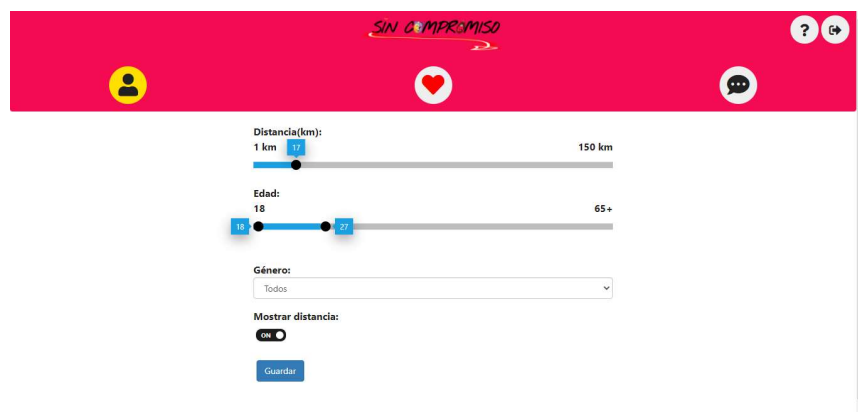 SIN COMPROMISO
?
Distancia(km):
1 km 17 150 km
Edad:
18 65+
18 27
Género:
Todos
Mostrar distancia:
ON
Guardar